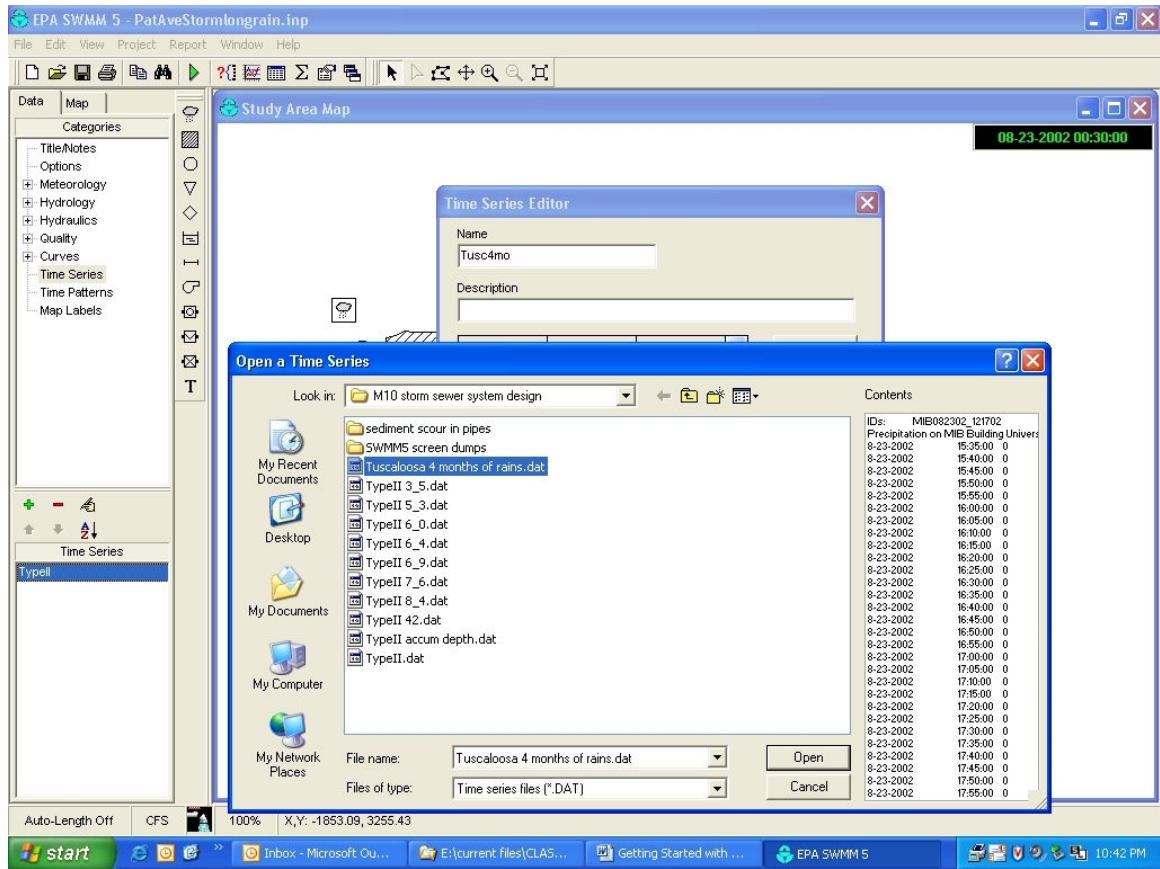 EPA SWMM 5 - PatAveStormlongrain.inp
File Edit View Project Report Window Help
Data Map
Categories
Title/Notes
Options
Meteorology
Hydrology
Hydraulics
Quality
Curves
Time Series
Time Patterns
Map Labels
Time Series
TypeII
T
Study Area Map
08-23-2002 00:30:00
Time Series Editor
Name
Tusc4mo
Description
Open a Time Series
Look in: M10 storm sewer system design
My Recent Documents
Desktop
My Documents
My Computer
My Network Places
sediment scour in pipes
SWMM5 screen dumps
Tuscaloosa 4 months of rains.dat
TypeII 3_5.dat
TypeII 5_3.dat
TypeII 6_0.dat
TypeII 6_4.dat
TypeII 6_9.dat
TypeII 7_6.dat
TypeII 8_4.dat
TypeII 42.dat
TypeII accum depth.dat
TypeII.dat
File name: Tuscaloosa 4 months of rains.dat Open
Files of type: Time series files (*.DAT) Cancel
Contents
IDs: MIB082302_121702
Precipitation on MIB Building Univers
8-23-2002 15:35:00 0
8-23-2002 15:40:00 0
8-23-2002 15:45:00 0
8-23-2002 15:50:00 0
8-23-2002 15:55:00 0
8-23-2002 16:00:00 0
8-23-2002 16:05:00 0
8-23-2002 16:10:00 0
8-23-2002 16:15:00 0
8-23-2002 16:20:00 0
8-23-2002 16:25:00 0
8-23-2002 16:30:00 0
8-23-2002 16:35:00 0
8-23-2002 16:40:00 0
8-23-2002 16:45:00 0
8-23-2002 16:50:00 0
8-23-2002 16:55:00 0
8-23-2002 17:00:00 0
8-23-2002 17:05:00 0
8-23-2002 17:10:00 0
8-23-2002 17:15:00 0
8-23-2002 17:20:00 0
8-23-2002 17:25:00 0
8-23-2002 17:30:00 0
8-23-2002 17:35:00 0
8-23-2002 17:40:00 0
8-23-2002 17:45:00 0
8-23-2002 17:50:00 0
8-23-2002 17:55:00 0
Auto-Length Off CFS 100% X,Y: -1853.09, 3255.43
start Inbox - Microsoft Ou... E:\current files\CLAS... Getting Started with ... EPA SWMM 5 10:42 PM